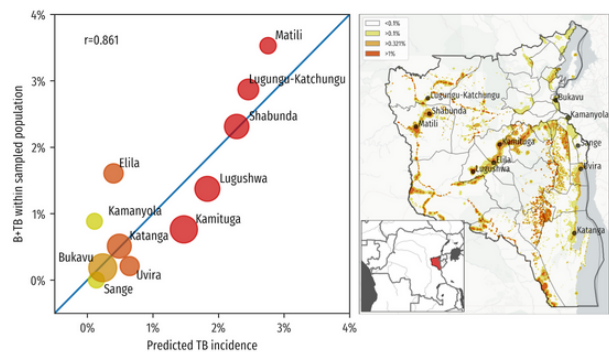 4%
3%
2%
1%
0%
B+TB within sampled population
r=0.861
Matili
Lugungu-Katchungu
Shabunda
Elila
Lugushwa
Kamanyola
Kamituga
Katanga
Bukavu
Uvira
Sange
0%
1%
2%
3%
4%
Predicted TB incidence
<0.1%
>0.1%
>0.321%
>1%
Lugungu-Katchungu
Bukavu
Shabunda
Kamanyola
Matili
Kamituga
Sange
Elila
Uvira
Lugushwa
Katanga